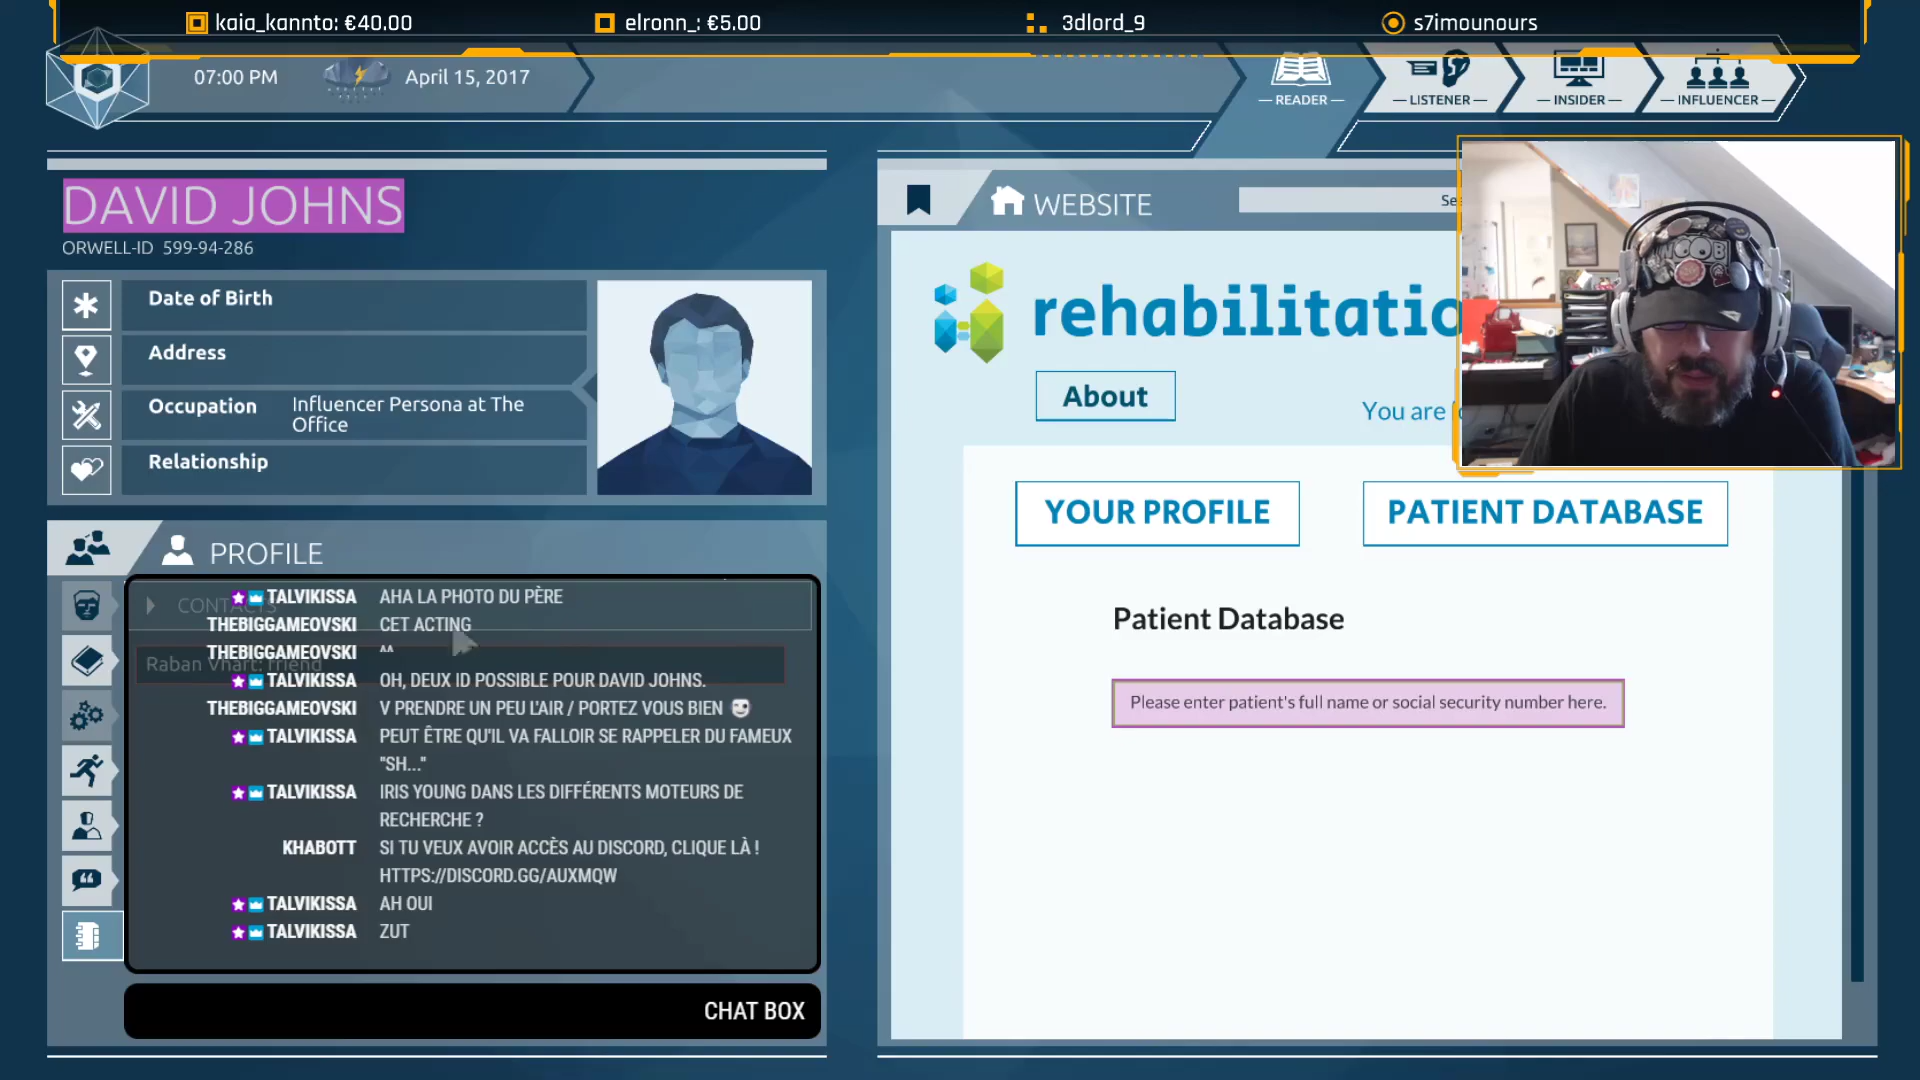 kaia_kannto: €40.00
elronn_: €5.00
3dlord_9
s7imounours
07:00 PM
April 15, 2017
READER
LISTENER
INSIDER
INFLUENCER
DAVID JOHNS
ORWELL-ID 599-94-286
Date of Birth
Address
Occupation
Influencer Persona at The
Office
Relationship
PROFILE
CONTACTS
Raban Vhart: friend
TALVIKISSA AHA LA PHOTO DU PÈRE
THEBIGGAMEOVSKI CET ACTING
THEBIGGAMEOVSKI ^^
TALVIKISSA OH, DEUX ID POSSIBLE POUR DAVID JOHNS.
THEBIGGAMEOVSKI V PRENDRE UN PEU L'AIR / PORTEZ VOUS BIEN
TALVIKISSA PEUT ÊTRE QU'IL VA FALLOIR SE RAPPELER DU FAMEUX
"SH..."
TALVIKISSA IRIS YOUNG DANS LES DIFFÉRENTS MOTEURS DE
RECHERCHE ?
KHABOTT SI TU VEUX AVOIR ACCÈS AU DISCORD, CLIQUE LÀ !
HTTPS://DISCORD.GG/AUXMQW
TALVIKISSA AH OUI
TALVIKISSA ZUT
CHAT BOX
WEBSITE
Se
rehabilitatio
About
You are
YOUR PROFILE
PATIENT DATABASE
Patient Database
Please enter patient's full name or social security number here.
NOOB